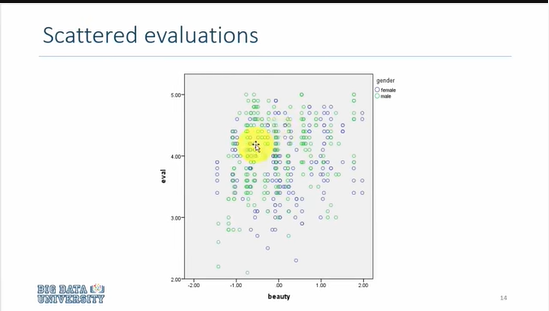 Scattered evaluations
gender
female
male
5.00
4.00
3.00
2.00
eval
-2.00
-1.00
.00
1.00
2.00
beauty
BIG DATA
UNIVERSITY
14